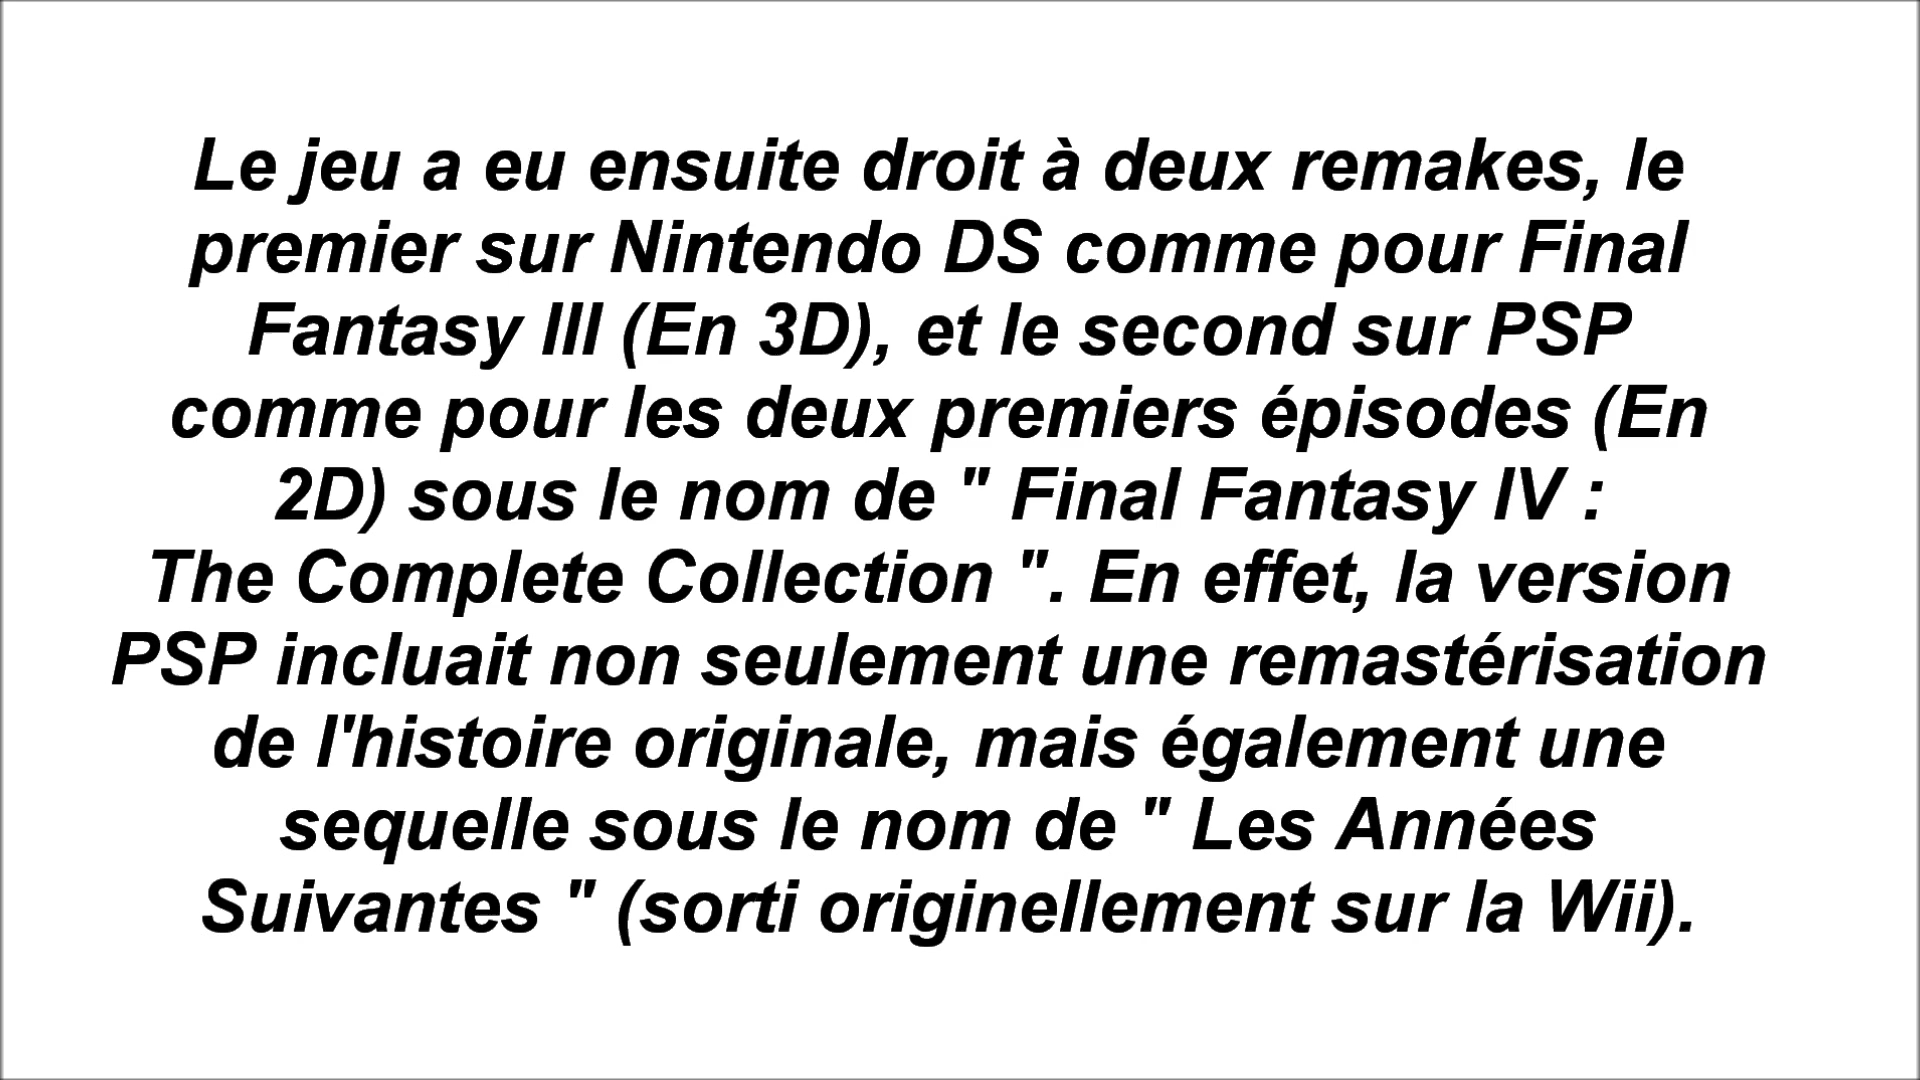 Le jeu a eu ensuite droit à deux remakes, le
premier sur Nintendo DS comme pour Final
Fantasy III (En 3D), et le second sur PSP
comme pour les deux premiers épisodes (En
2D) sous le nom de " Final Fantasy IV :
The Complete Collection ". En effet, la version
PSP incluait non seulement une remastérisation
de l'histoire originale, mais également une
sequelle sous le nom de " Les Années
Suivantes " (sorti originellement sur la Wii).